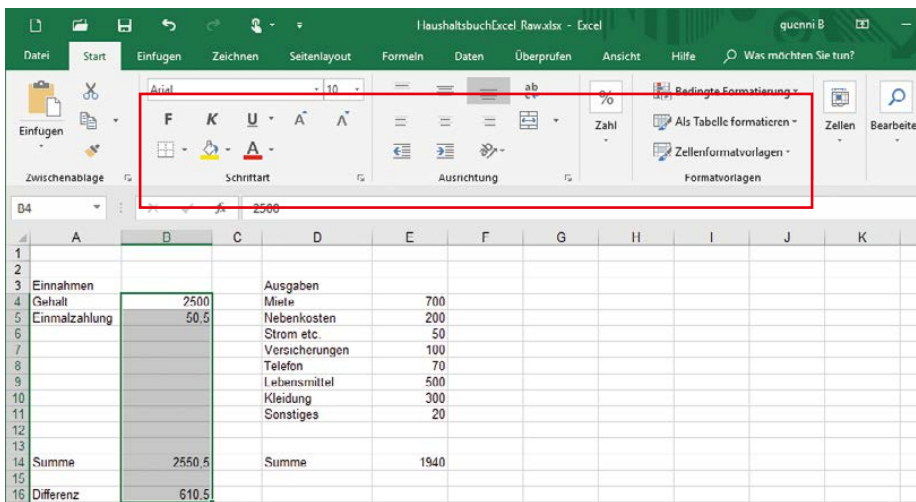 HaushaltsbuchExcel Raw.xlsx - Excel quenni B
Datei Start Einfügen Zeichnen Seitenlayout Formeln Daten Überprüfen Ansicht Hilfe Was möchten Sie tun?
Arial 10 ab Bedingte Formatierung
Einfügen F K U A A % Zahl Als Tabelle formatieren Zellen Bearbeite
A Zellenformatvorlagen
Zwischenablage Schriftart Ausrichtung Formatvorlagen
B4 fx 2500
A B C D E F G H I J K
1
2
3 Einnahmen Ausgaben
4 Gehalt 2500 Miete 700
5 Einmalzahlung 50,5 Nebenkosten 200
6 Strom etc. 50
7 Versicherungen 100
8 Telefon 70
9 Lebensmittel 500
10 Kleidung 300
11 Sonstiges 20
12
13
14 Summe 2550,5 Summe 1940
15
16 Differenz 610,5